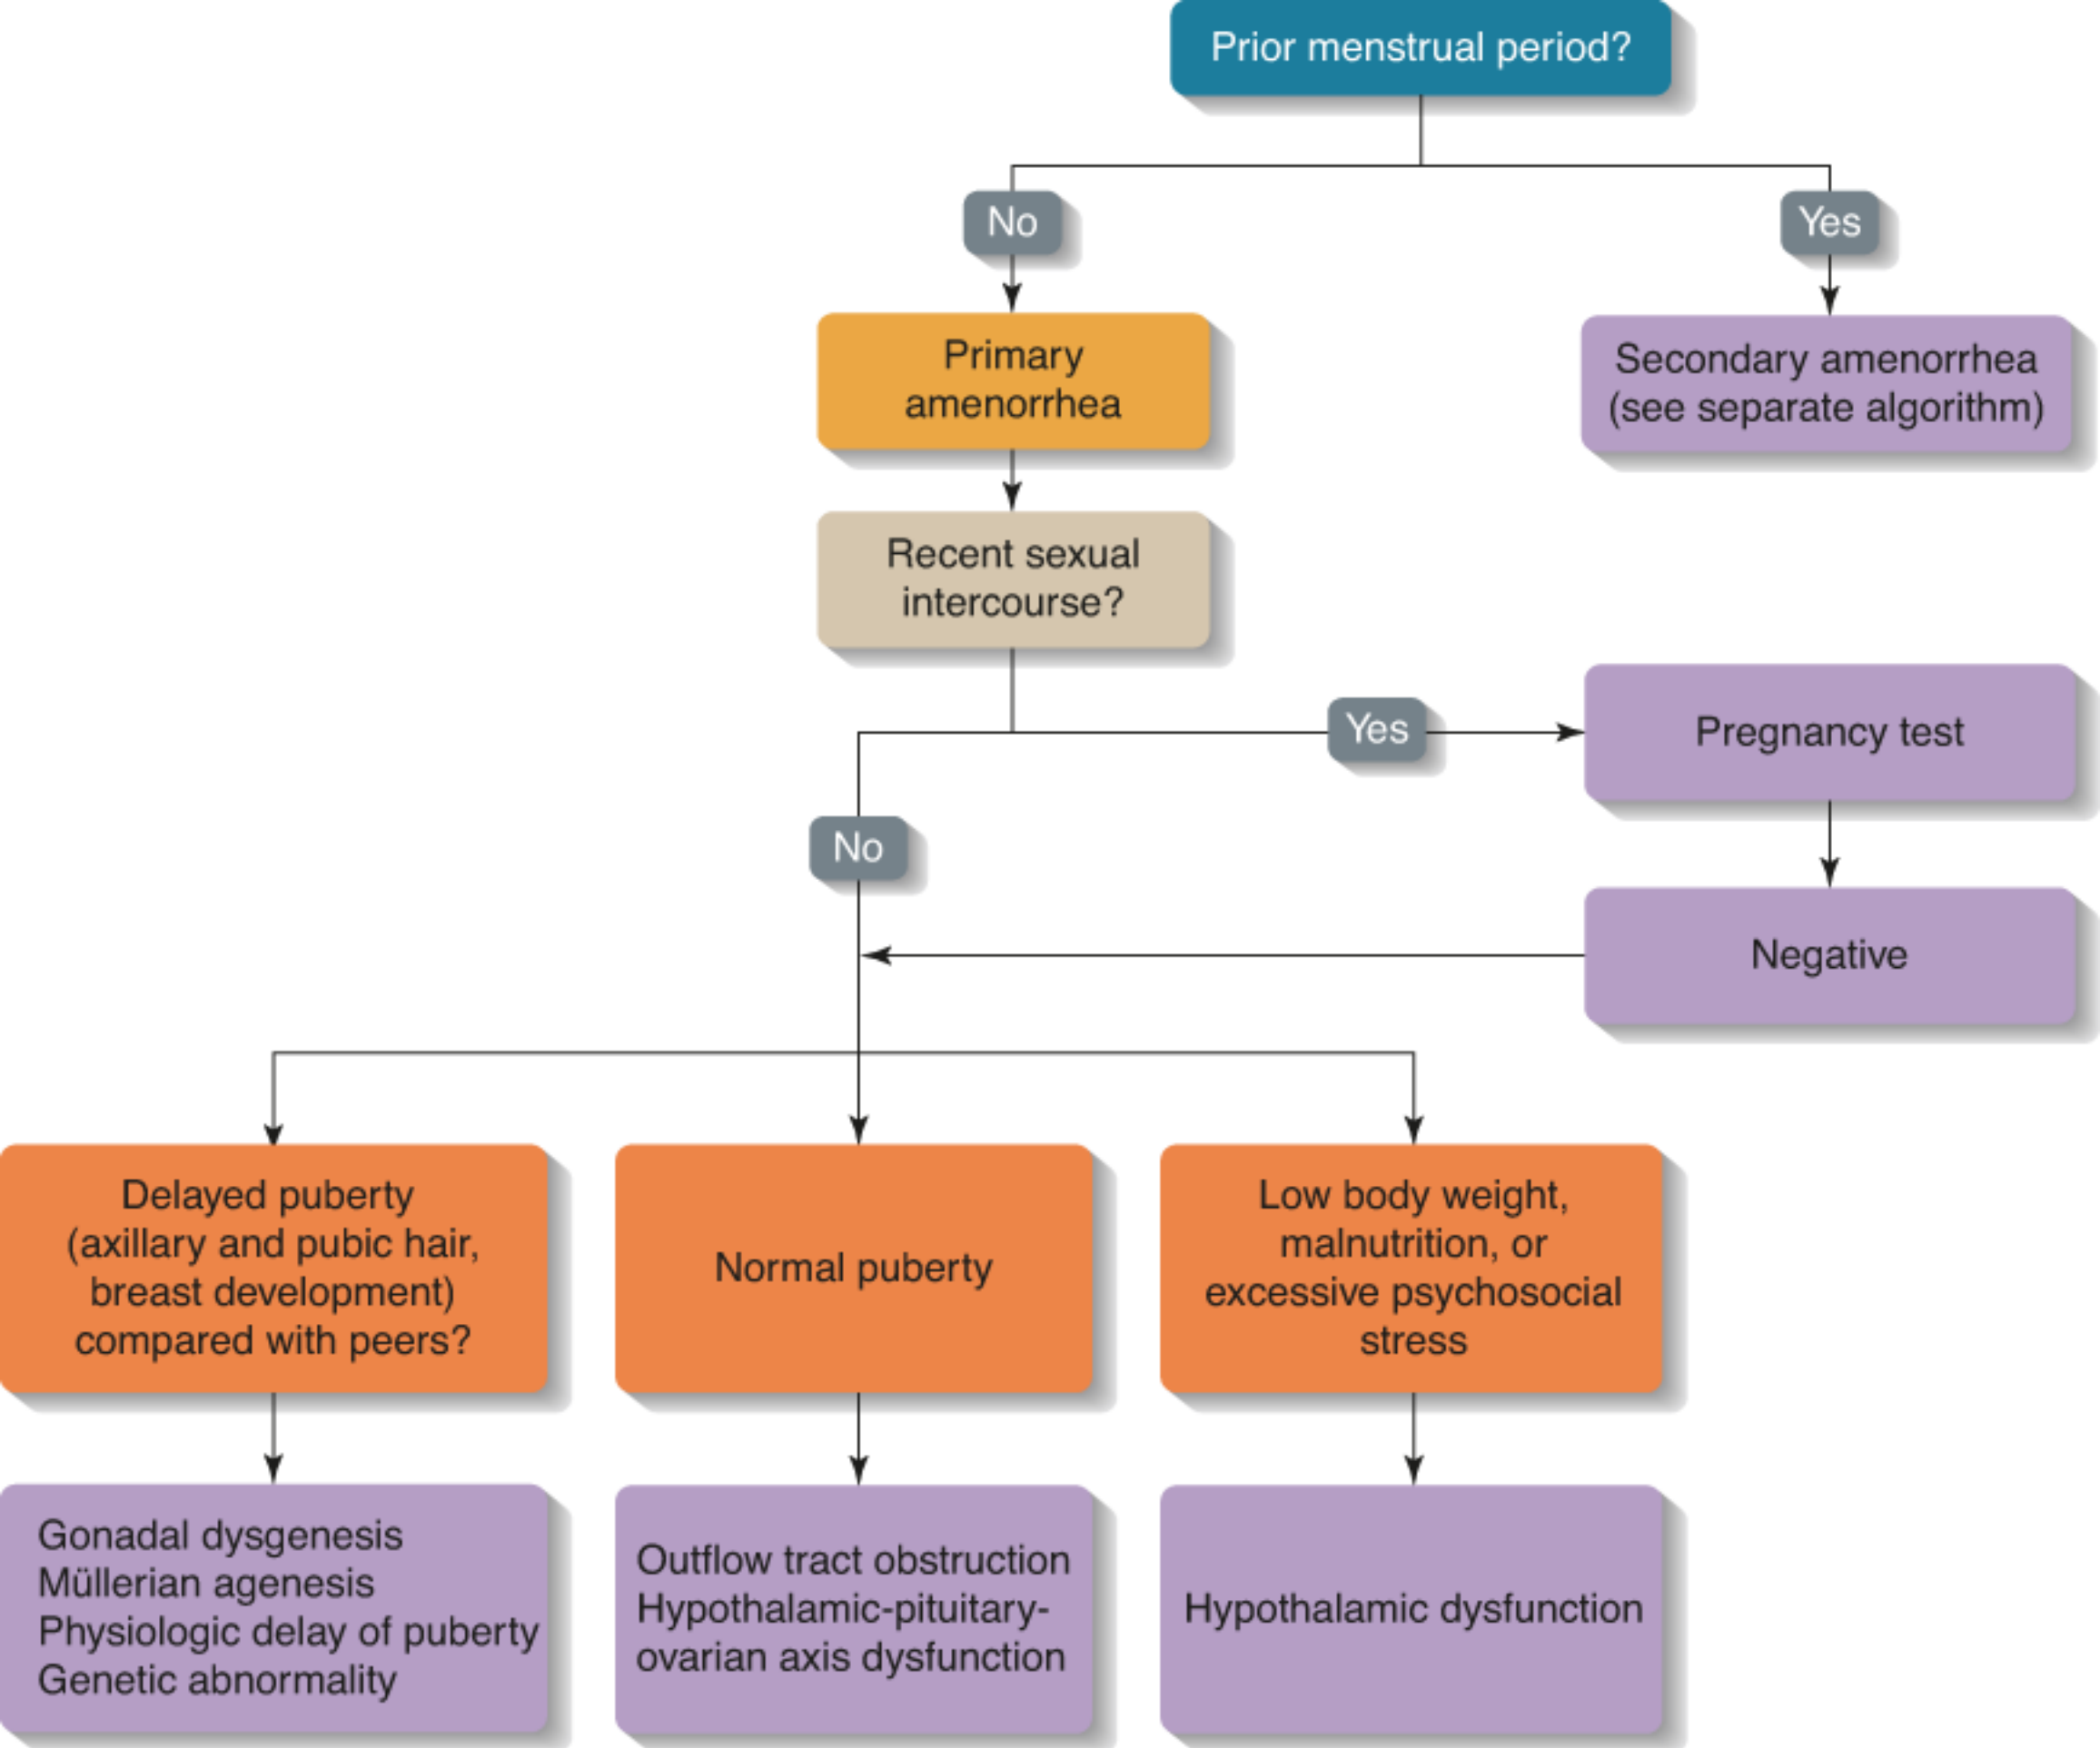 Prior menstrual period?
No
Yes
Primary
amenorrhea
Secondary amenorrhea
(see separate algorithm)
Recent sexual
intercourse?
Yes
Pregnancy test
No
Negative
Delayed puberty
(axillary and pubic hair,
breast development)
compared with peers?
Normal puberty
Low body weight,
malnutrition, or
excessive psychosocial
stress
Gonadal dysgenesis
Müllerian agenesis
Physiologic delay of puberty
Genetic abnormality
Outflow tract obstruction
Hypothalamic-pituitary-
ovarian axis dysfunction
Hypothalamic dysfunction